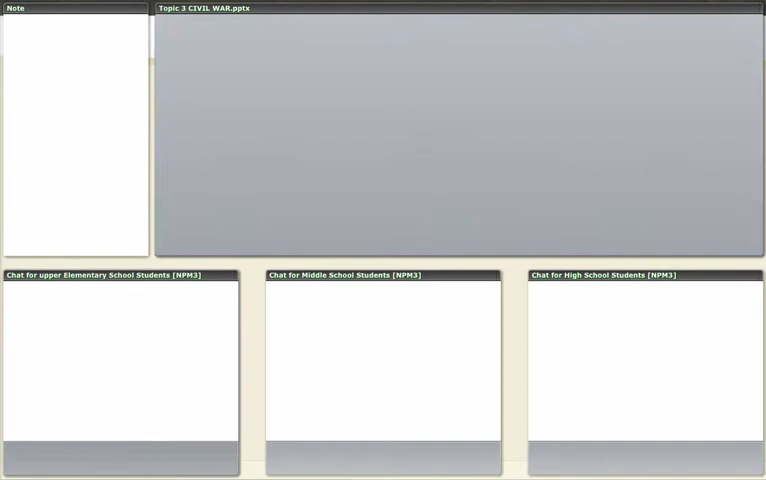 Note
Topic 3 CIVIL WAR.pptx
Chat for upper Elementary School Students [NPM3]
Chat for Middle School Students [NPM3]
Chat for High School Students [NPM3]